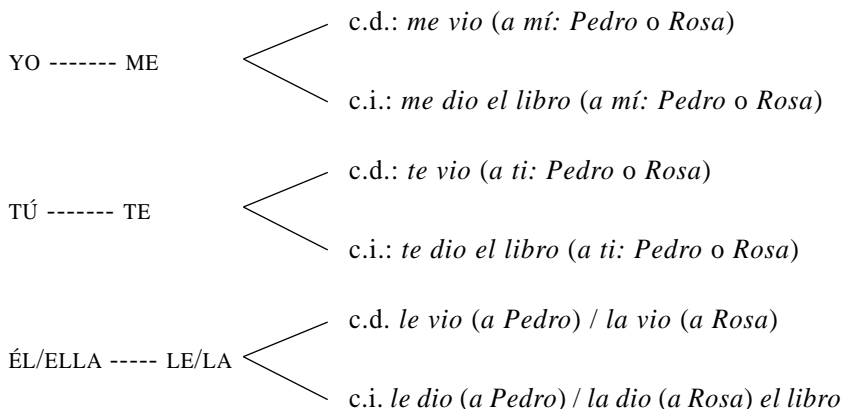 c.d.: me vio (a mí: Pedro o Rosa)
YO ------- ME
c.i.: me dio el libro (a mí: Pedro o Rosa)
c.d.: te vio (a ti: Pedro o Rosa)
TÚ ------- TE
c.i.: te dio el libro (a ti: Pedro o Rosa)
c.d. le vio (a Pedro) / la vio (a Rosa)
ÉL/ELLA ----- LE/LA
c.i. le dio (a Pedro) / la dio (a Rosa) el libro